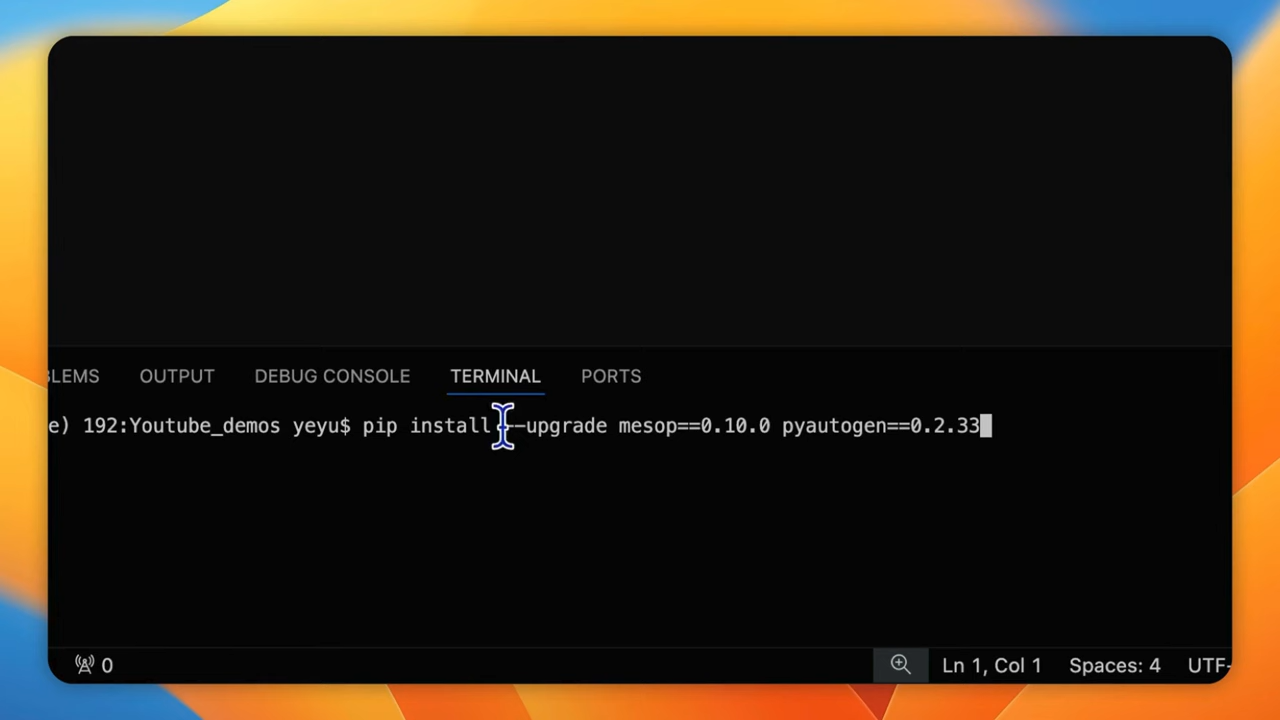 BLEMS OUTPUT DEBUG CONSOLE TERMINAL PORTS
e) 192:Youtube_demos yeyu$ pip install --upgrade mesop==0.10.0 pyautogen==0.2.33
0 Ln 1, Col 1 Spaces: 4 UTF-